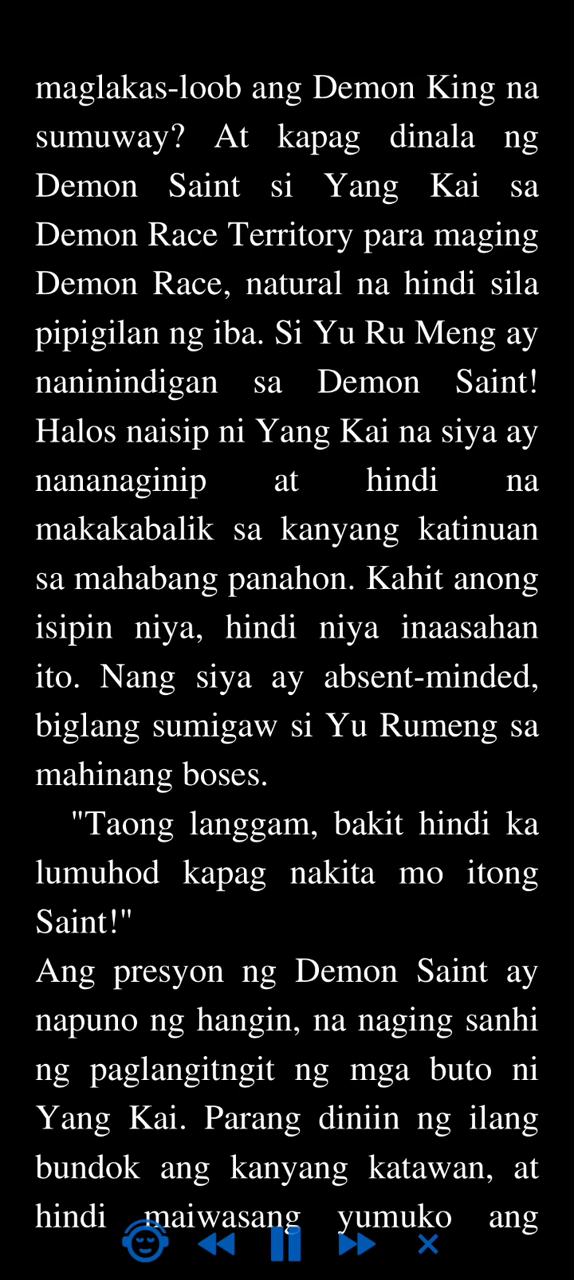 maglakas-loob ang Demon King na
sumuway? At kapag dinala ng
Demon Saint si Yang Kai sa
Demon Race Territory para maging
Demon Race, natural na hindi sila
pipigilan ng iba. Si Yu Ru Meng ay
naninindigan sa Demon Saint!
Halos naisip ni Yang Kai na siya ay
nananaginip at hindi na
makakabalik sa kanyang katinuan
sa mahabang panahon. Kahit anong
isipin niya, hindi niya inaasahan
ito. Nang siya ay absent-minded,
biglang sumigaw si Yu Rumeng sa
mahinang boses.
"Taong langgam, bakit hindi ka
lumuhod kapag nakita mo itong
Saint!"
Ang presyon ng Demon Saint ay
napuno ng hangin, na naging sanhi
ng paglangitngit ng mga buto ni
Yang Kai. Parang diniin ng ilang
bundok ang kanyang katawan, at
hindi maiwasang yumuko ang